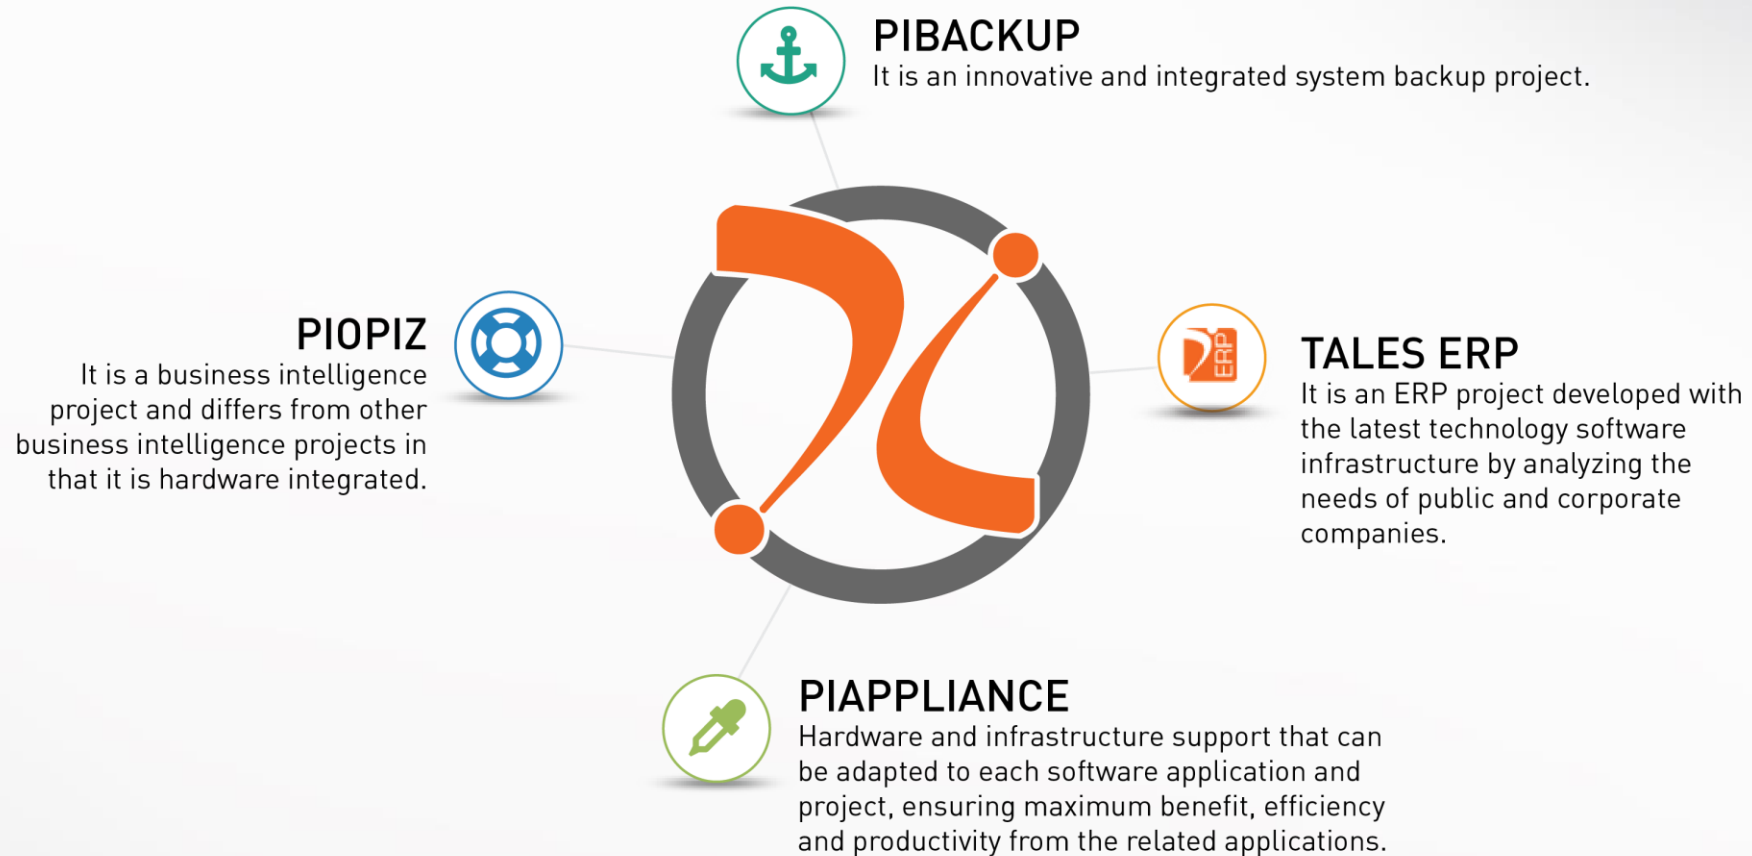 PIBACKUP
It is an innovative and integrated system backup project.
PIOPIZ
It is a business intelligence
project and differs from other
business intelligence projects in
that it is hardware integrated.
ERP
TALES ERP
It is an ERP project developed with
the latest technology software
infrastructure by analyzing the
needs of public and corporate
companies.
PIAPPLIANCE
Hardware and infrastructure support that can
be adapted to each software application and
project, ensuring maximum benefit, efficiency
and productivity from the related applications.